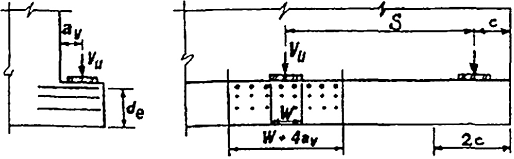 a_v
V_u
d_e
V_u
S
c
W
W + 4a_v
2c